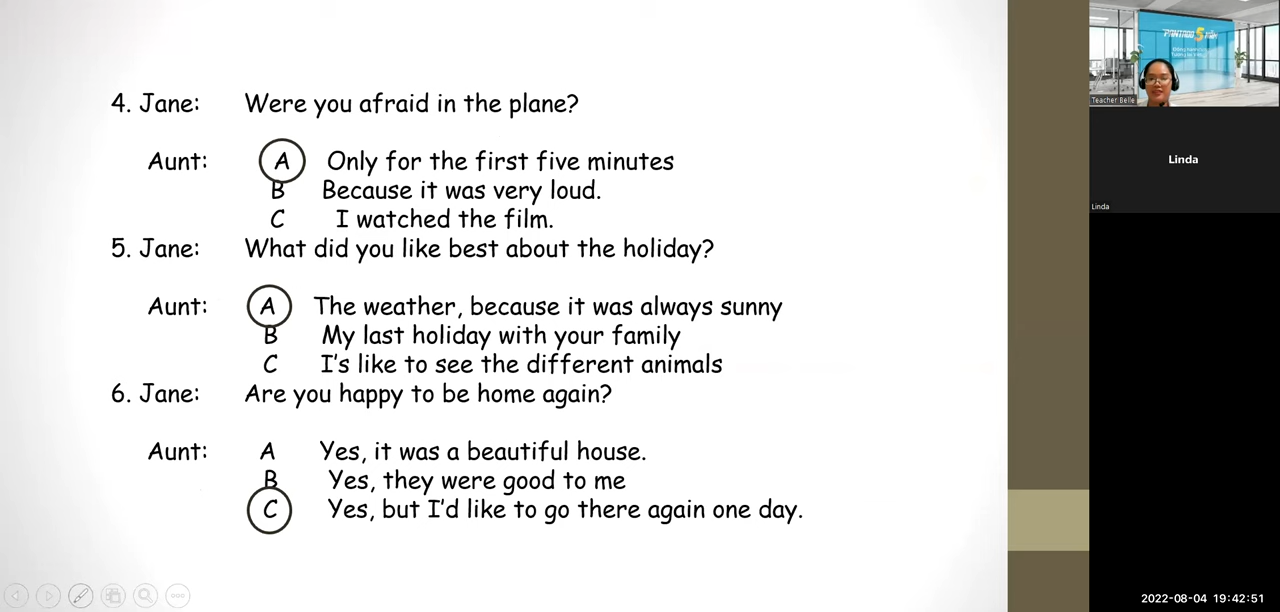 4. Jane: Were you afraid in the plane?
Aunt: A Only for the first five minutes
B Because it was very loud.
C I watched the film.
5. Jane: What did you like best about the holiday?
Aunt: A The weather, because it was always sunny
B My last holiday with your family
C I's like to see the different animals
6. Jane: Are you happy to be home again?
Aunt: A Yes, it was a beautiful house.
B Yes, they were good to me
C Yes, but I'd like to go there again one day.
Teacher Belle
Linda
Linda
2022-08-04 19:42:51